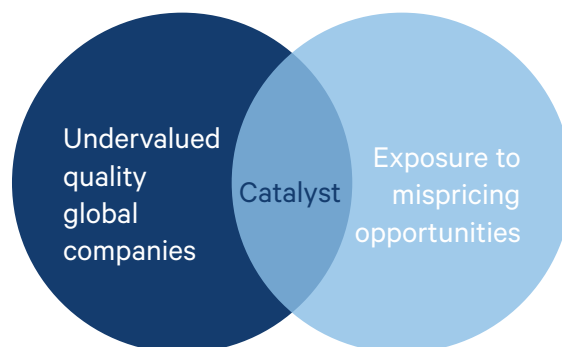 Undervalued
quality
global
companies
Catalyst
Exposure to
mispricing
opportunities